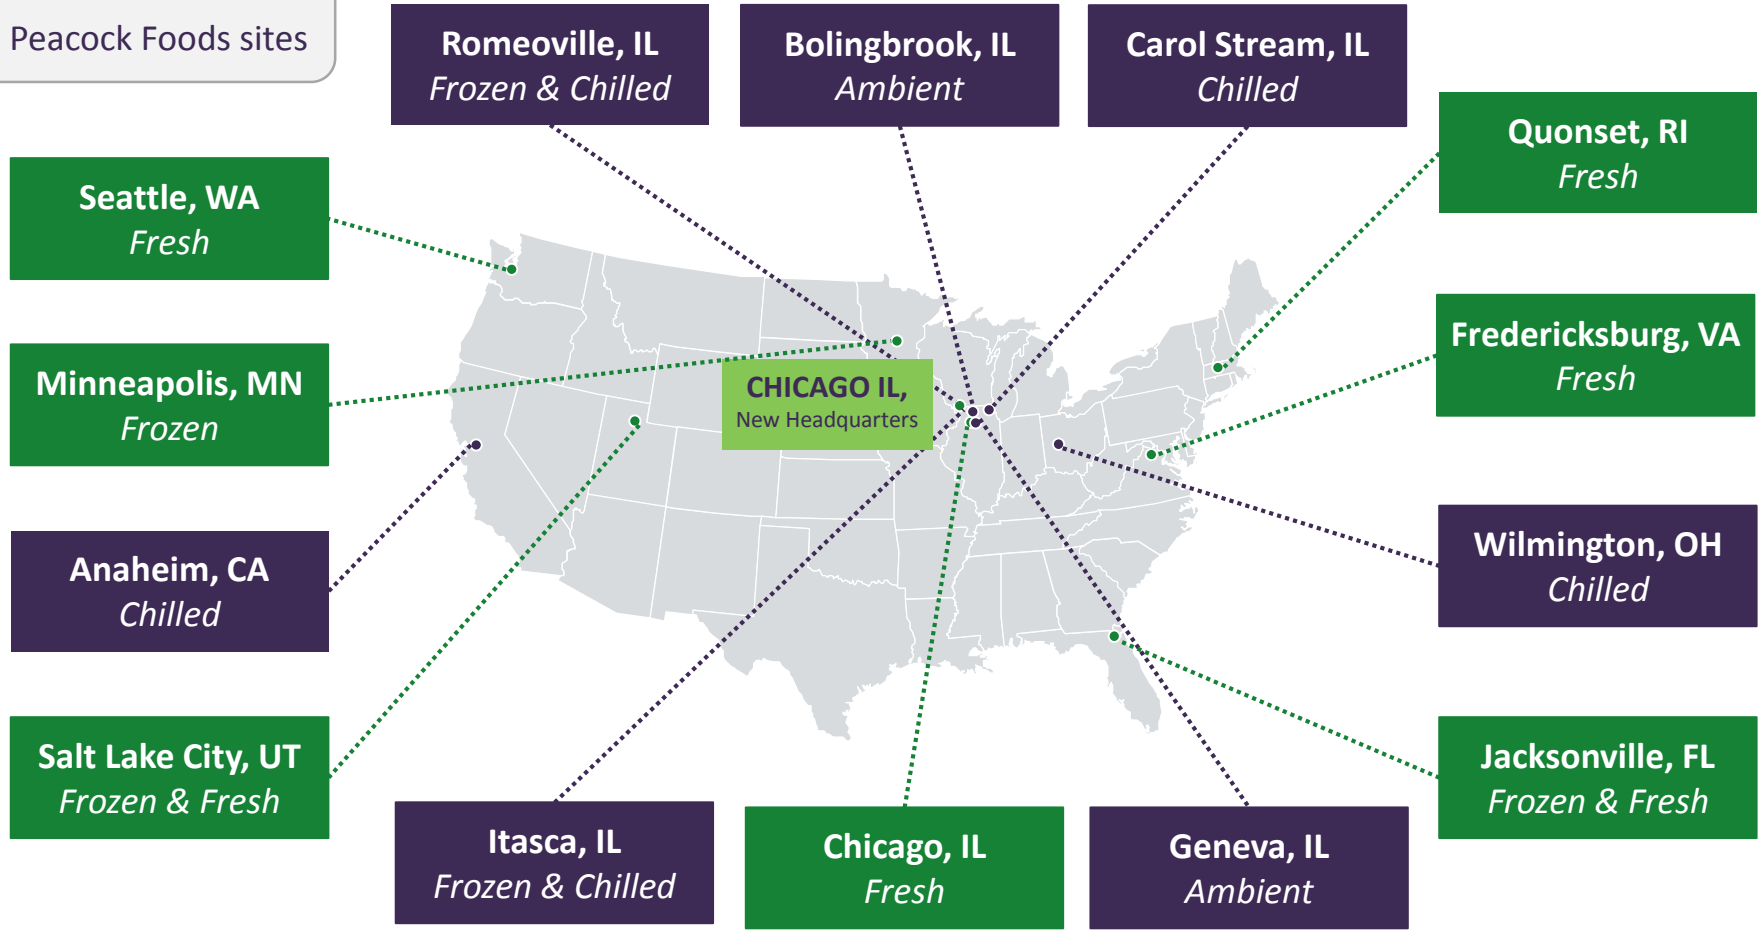 Peacock Foods sites
Romeoville, IL
Frozen & Chilled
Bolingbrook, IL
Ambient
Carol Stream, IL
Chilled
Quonset, RI
Fresh
Seattle, WA
Fresh
Fredericksburg, VA
Fresh
Minneapolis, MN
Frozen
CHICAGO IL,
New Headquarters
Anaheim, CA
Chilled
Wilmington, OH
Chilled
Salt Lake City, UT
Frozen & Fresh
Jacksonville, FL
Frozen & Fresh
Itasca, IL
Frozen & Chilled
Chicago, IL
Fresh
Geneva, IL
Ambient